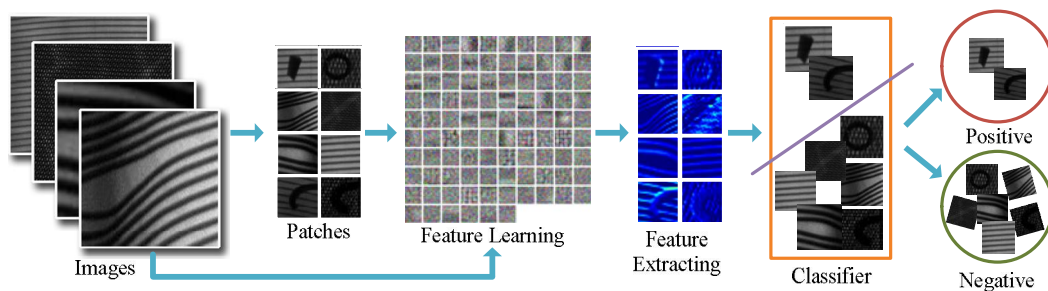 Images
Patches
Feature Learning
Feature
Extracting
Classifier
Positive
Negative